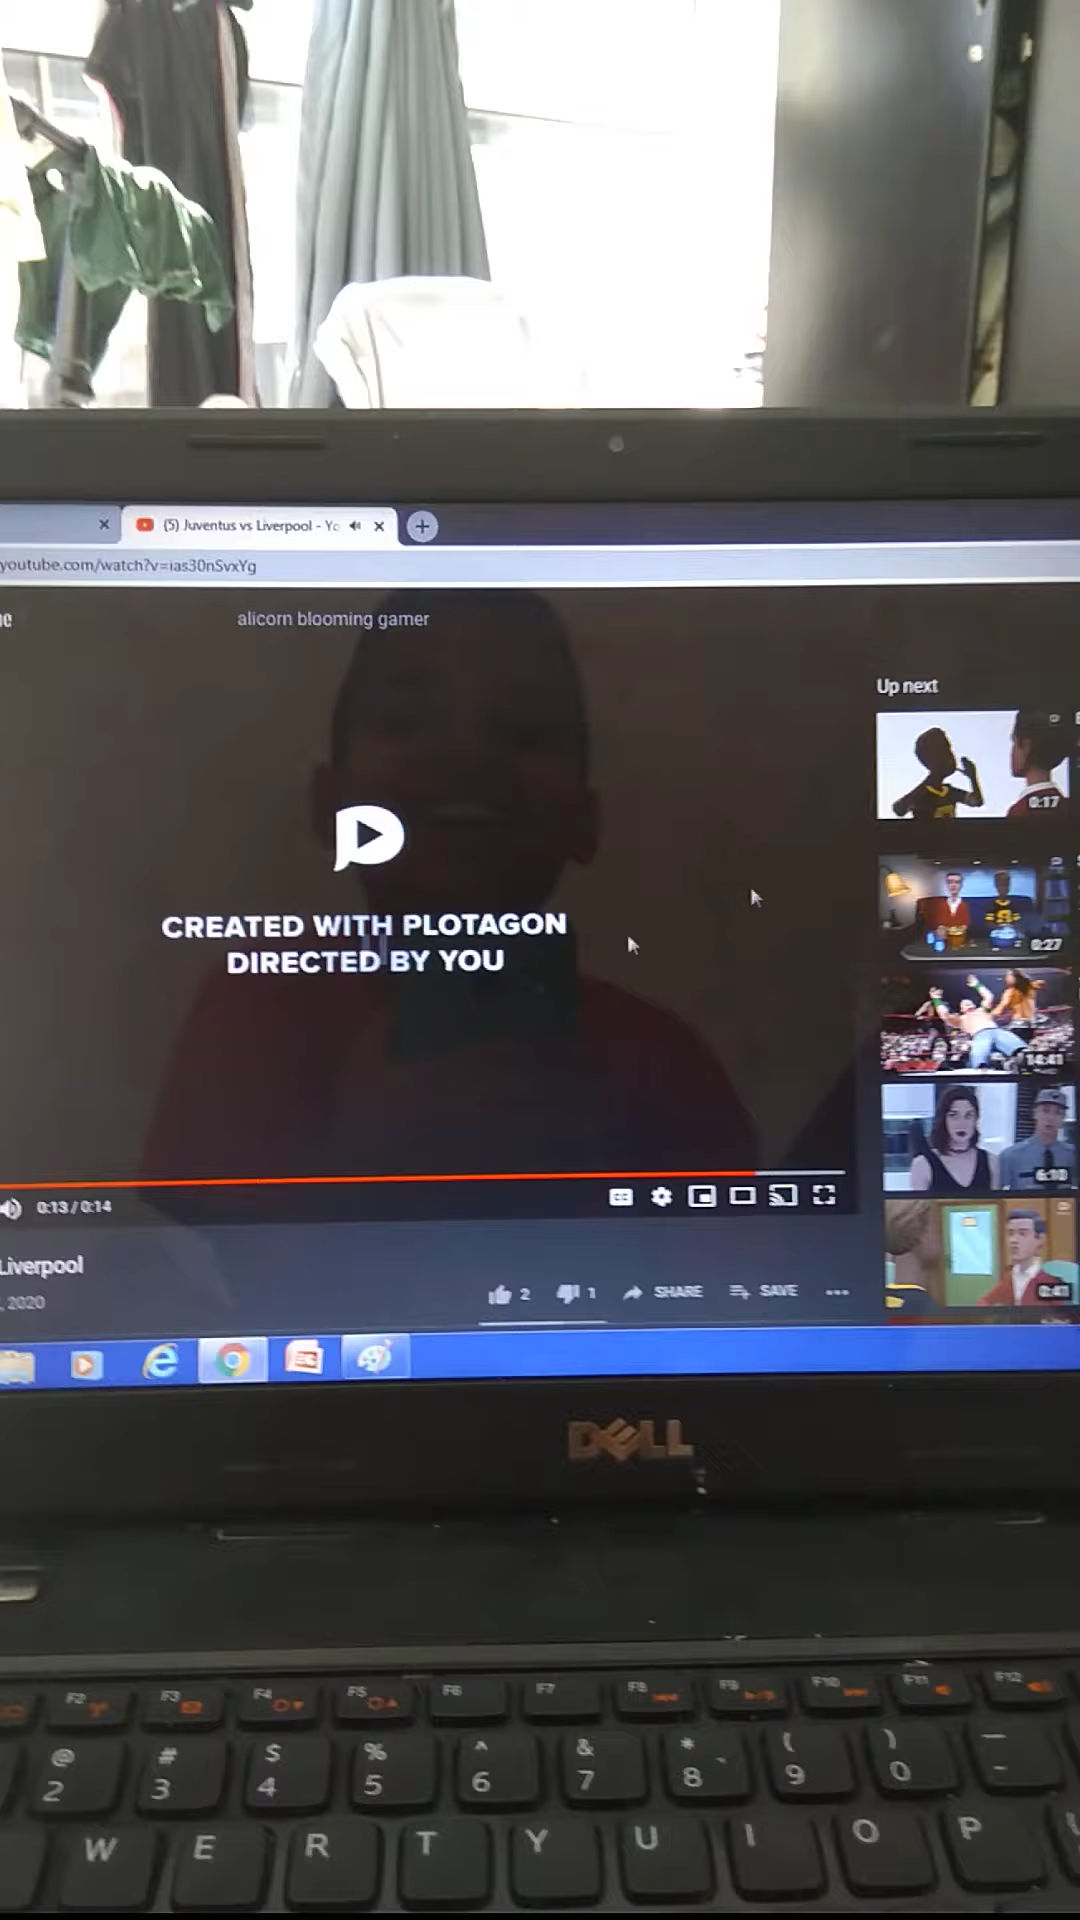 (5) Juventus vs Liverpool - Yo
youtube.com/watch?v=ias30nSvxYg
alicorn blooming gamer
Up next
0:17
CREATED WITH PLOTAGON
DIRECTED BY YOU
0:27
14:41
6:10
0:41
0:13 / 0:14
CC
Liverpool
, 2020
2
1
SHARE
SAVE
DELL
F2 F3 F4 F5 F6 F7 F8 F9 F10 F11 F12
@ # $ % ^ & * ( ) —
2 3 4 5 6 7 8 9 0 -
W E R T Y U I O P